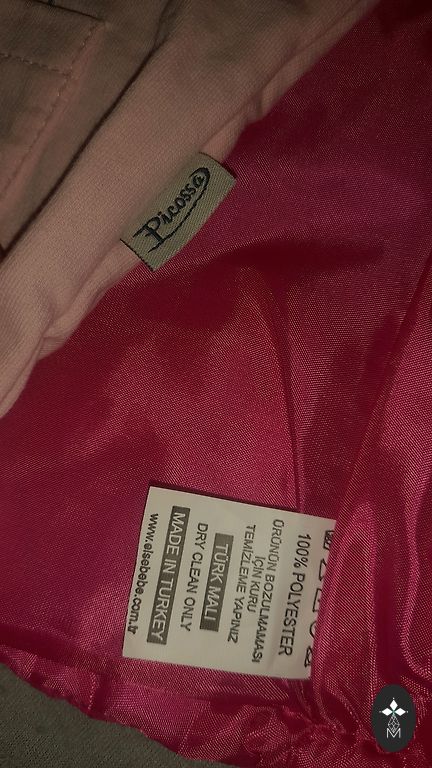 Picossa
100% POLYESTER
ÜRÜNÜN BOZULMAMASI
İÇİN KURU
TEMİZLEME YAPINIZ
TÜRK MALI
DRY CLEAN ONLY
MADE IN TURKEY
www.elsebebe.com.tr
M